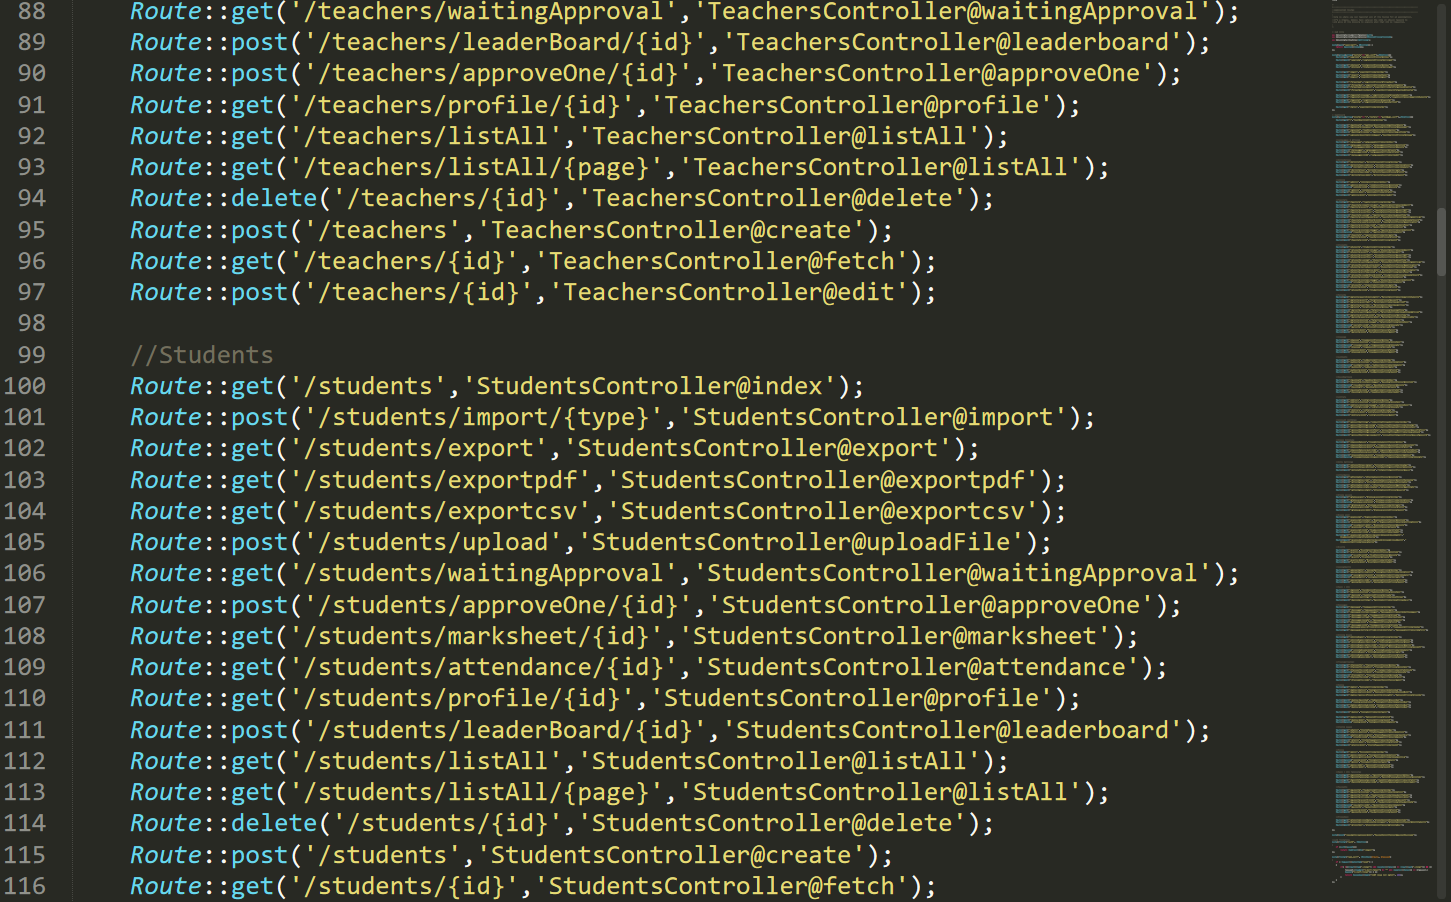 88 Route::get('/teachers/waitingApproval','TeachersController@waitingApproval');
89 Route::post('/teachers/leaderBoard/{id}','TeachersController@leaderboard');
90 Route::post('/teachers/approveOne/{id}','TeachersController@approveOne');
91 Route::get('/teachers/profile/{id}','TeachersController@profile');
92 Route::get('/teachers/listAll','TeachersController@listAll');
93 Route::get('/teachers/listAll/{page}','TeachersController@listAll');
94 Route::delete('/teachers/{id}','TeachersController@delete');
95 Route::post('/teachers','TeachersController@create');
96 Route::get('/teachers/{id}','TeachersController@fetch');
97 Route::post('/teachers/{id}','TeachersController@edit');
98
99 //Students
100 Route::get('/students','StudentsController@index');
101 Route::post('/students/import/{type}','StudentsController@import');
102 Route::get('/students/export','StudentsController@export');
103 Route::get('/students/exportpdf','StudentsController@exportpdf');
104 Route::get('/students/exportcsv','StudentsController@exportcsv');
105 Route::post('/students/upload','StudentsController@uploadFile');
106 Route::get('/students/waitingApproval','StudentsController@waitingApproval');
107 Route::post('/students/approveOne/{id}','StudentsController@approveOne');
108 Route::get('/students/marksheet/{id}','StudentsController@marksheet');
109 Route::get('/students/attendance/{id}','StudentsController@attendance');
110 Route::get('/students/profile/{id}','StudentsController@profile');
111 Route::post('/students/leaderBoard/{id}','StudentsController@leaderboard');
112 Route::get('/students/listAll','StudentsController@listAll');
113 Route::get('/students/listAll/{page}','StudentsController@listAll');
114 Route::delete('/students/{id}','StudentsController@delete');
115 Route::post('/students','StudentsController@create');
116 Route::get('/students/{id}','StudentsController@fetch');